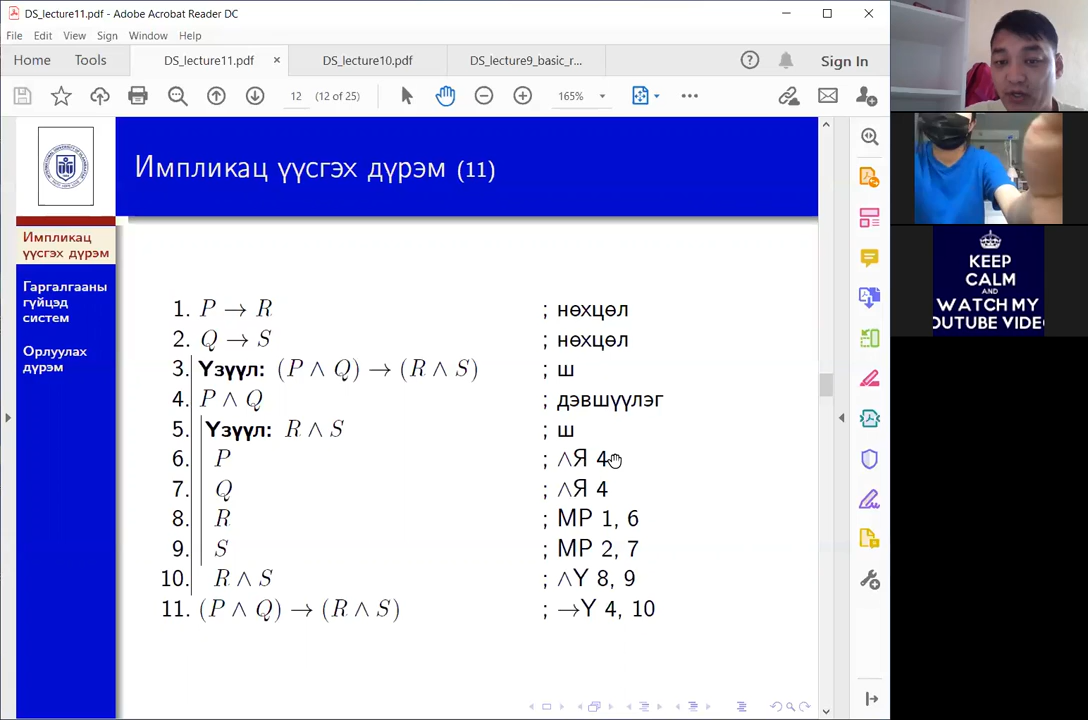 DS_lecture11.pdf - Adobe Acrobat Reader DC
File Edit View Sign Window Help
Home Tools DS_lecture11.pdf × DS_lecture10.pdf DS_lecture9_basic_r... Sign In
12 (12 of 25) 165%
Импликац үүсгэх дүрэм (11)
Импликац
үүсгэх дүрэм
Гаргалгааны
гүйцэд
систем
Орлуулах
дүрэм
1. P → R ; нөхцөл
2. Q → S ; нөхцөл
3. Үзүүл: (P ∧ Q) → (R ∧ S) ; ш
4. P ∧ Q ; дэвшүүлэг
5. Үзүүл: R ∧ S ; ш
6. P ; ∧Я 4
7. Q ; ∧Я 4
8. R ; MP 1, 6
9. S ; MP 2, 7
10. R ∧ S ; ∧Ү 8, 9
11. (P ∧ Q) → (R ∧ S) ; →Ү 4, 10
KEEP
CALM
AND
WATCH MY
OUTUBE VIDE